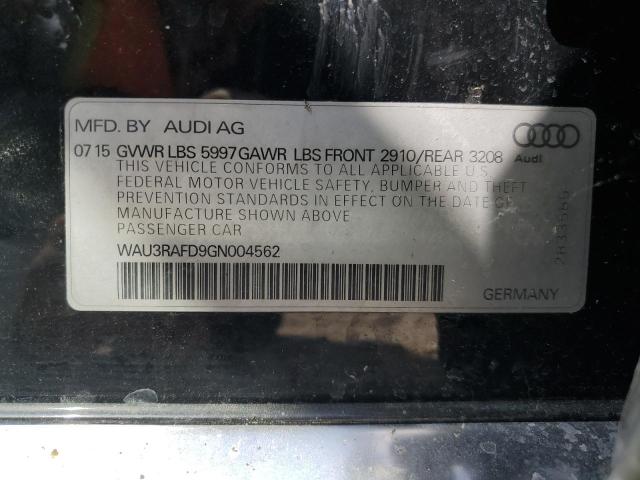 MFD. BY AUDI AG
07 15 GVWR LBS 5997 GAWR LBS FRONT 2910/REAR 3208
Audi
THIS VEHICLE CONFORMS TO ALL APPLICABLE U.S.
FEDERAL MOTOR VEHICLE SAFETY, BUMPER AND THEFT
PREVENTION STANDARDS IN EFFECT ON THE DATE OF
MANUFACTURE SHOWN ABOVE
PASSENGER CAR
WAU3RAFD9GN004562
GERMANY